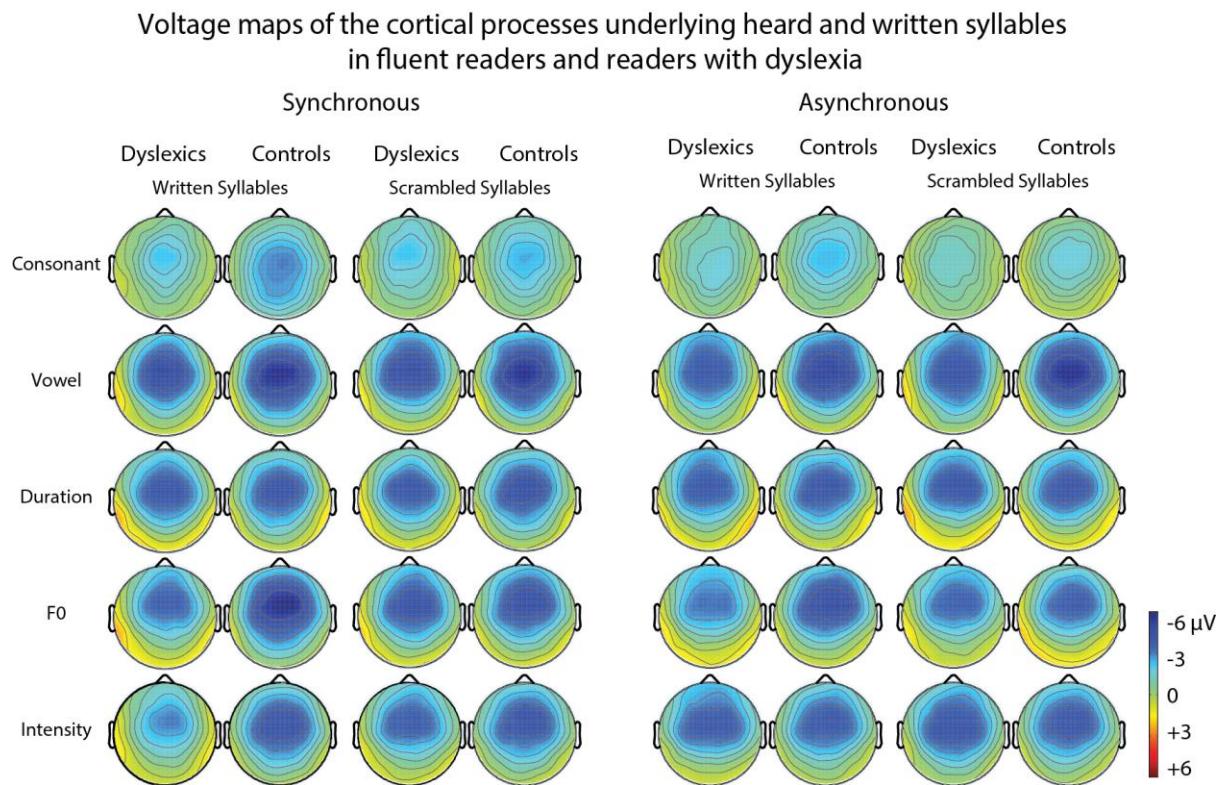 Voltage maps of the cortical processes underlying heard and written syllables
in fluent readers and readers with dyslexia
Synchronous
Asynchronous
Dyslexics Controls Dyslexics Controls
Written Syllables Scrambled Syllables
Dyslexics Controls Dyslexics Controls
Written Syllables Scrambled Syllables
Consonant
Vowel
Duration
F0
Intensity
-6 μV
-3
0
+3
+6